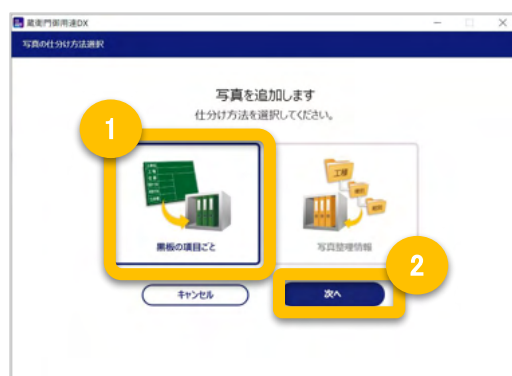 蔵衛門御用達DX
写真の仕分け方法選択
写真を追加します
仕分け方法を選択してください。
1
工種
黒板の項目ごと
写真整理情報
2
キャンセル
次へ